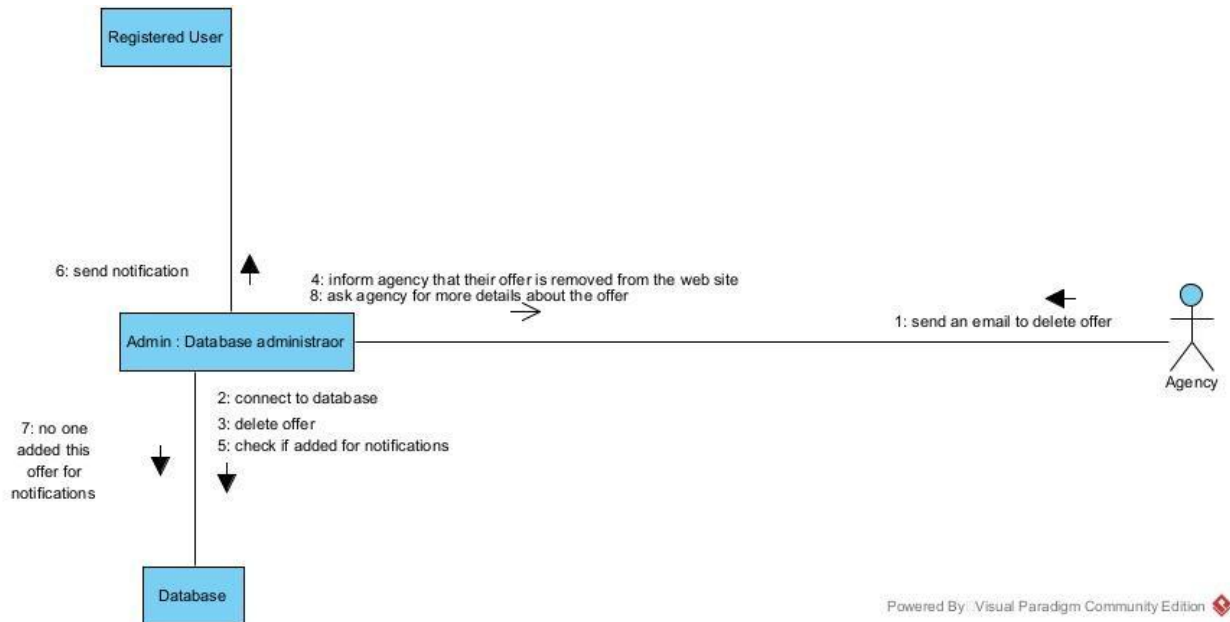 Registered User
6: send notification
4: inform agency that their offer is removed from the web site
8: ask agency for more details about the offer
1: send an email to delete offer
Admin : Database administraor
Agency
2: connect to database
3: delete offer
5: check if added for notifications
7: no one
added this
offer for
notifications
Database
Powered By Visual Paradigm Community Edition